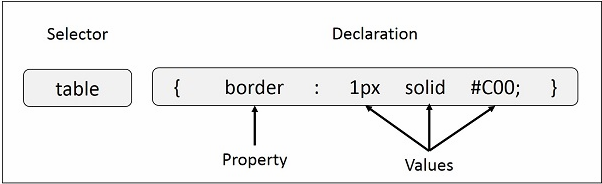 Selector Declaration
table { border : 1px solid #C00; }
Property Values